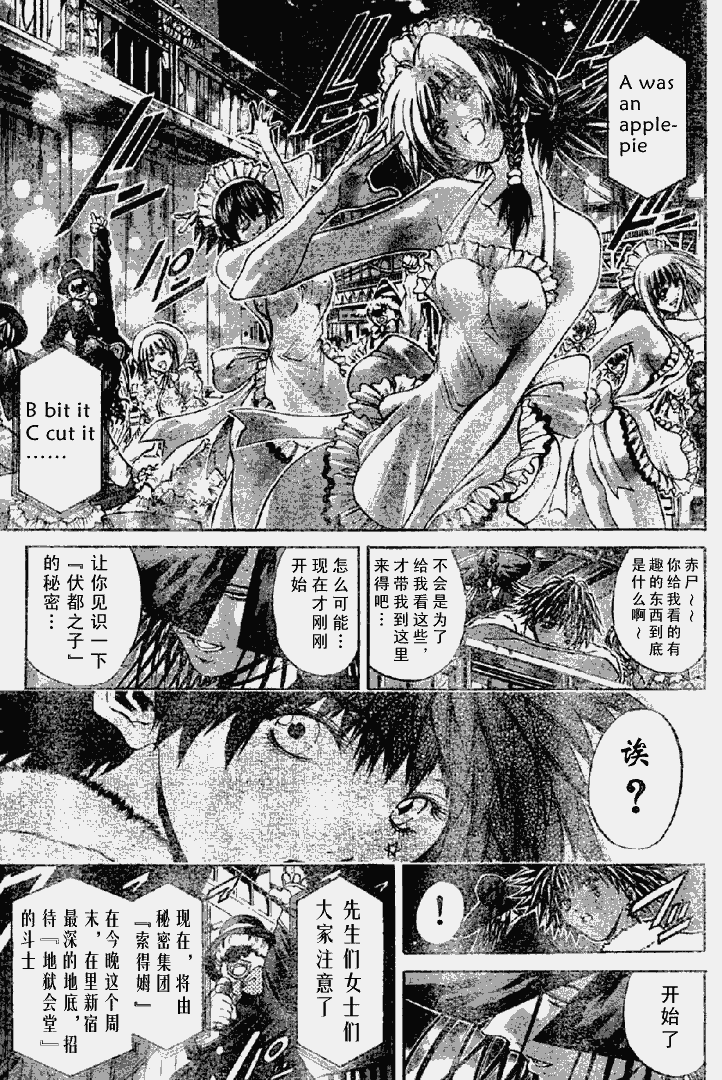 A was
an
apple-
pie
B bit it
C cut it
……
赤尸～～
你给我看的有
趣的东西到底
是什么啊～
不会是为了
给我看这些，
才带我到这里
来得吧…
怎么可能…
现在才刚刚
开始
让你见识一下
『伏都之子』
的秘密…
诶？
！
开始了
先生们女士们
大家注意了
现在，将由
秘密集团
『索得姆』
在今晚这个周
末，在里新宿
最深的地底，招
待『地狱会堂』
的斗士